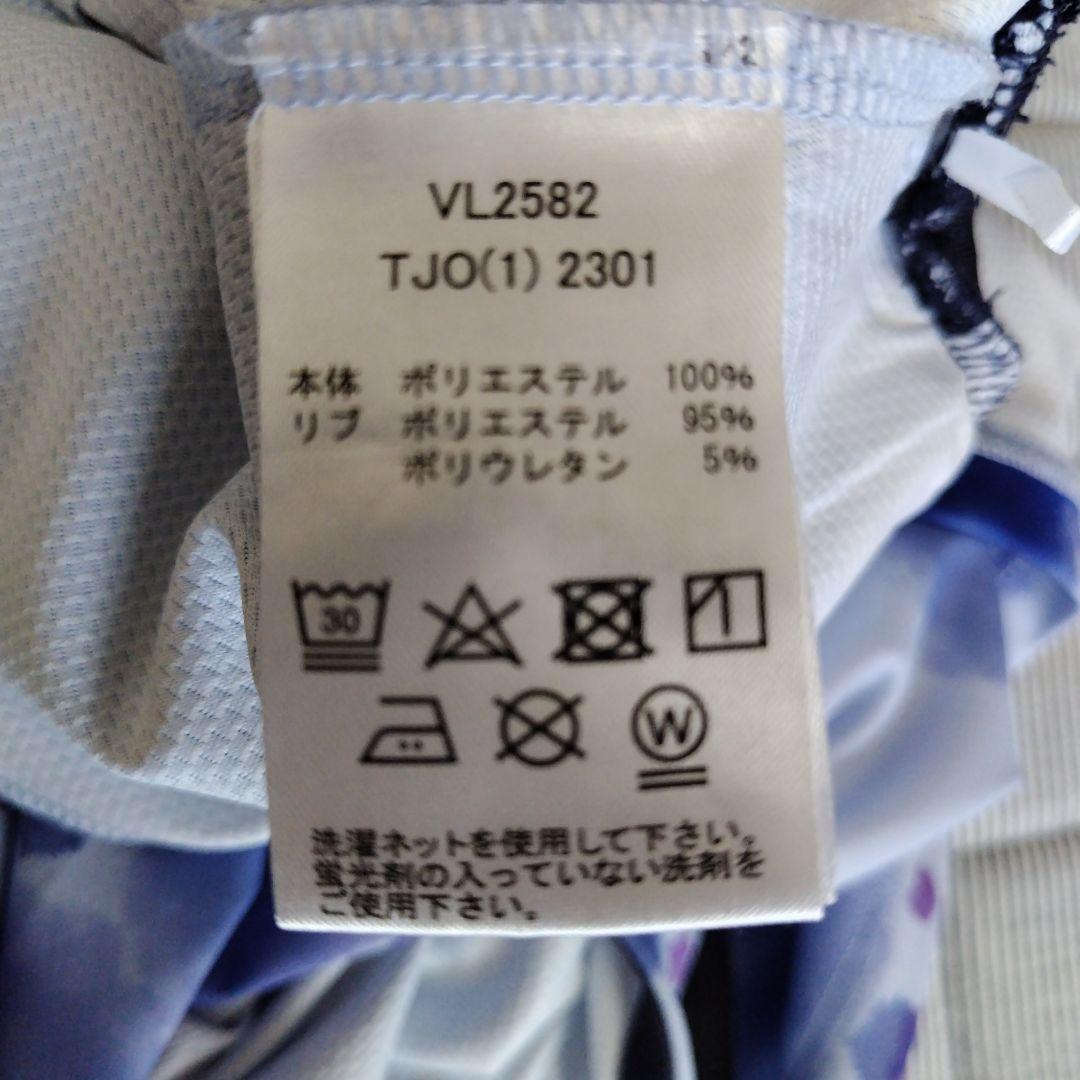 1/2
VL2582
TJO(1) 2301
本体 ポリエステル 100%
リブ ポリエステル 95%
ポリウレタン 5%
30
W
洗濯ネットを使用して下さい。
蛍光剤の入っていない洗剤を
ご使用下さい。